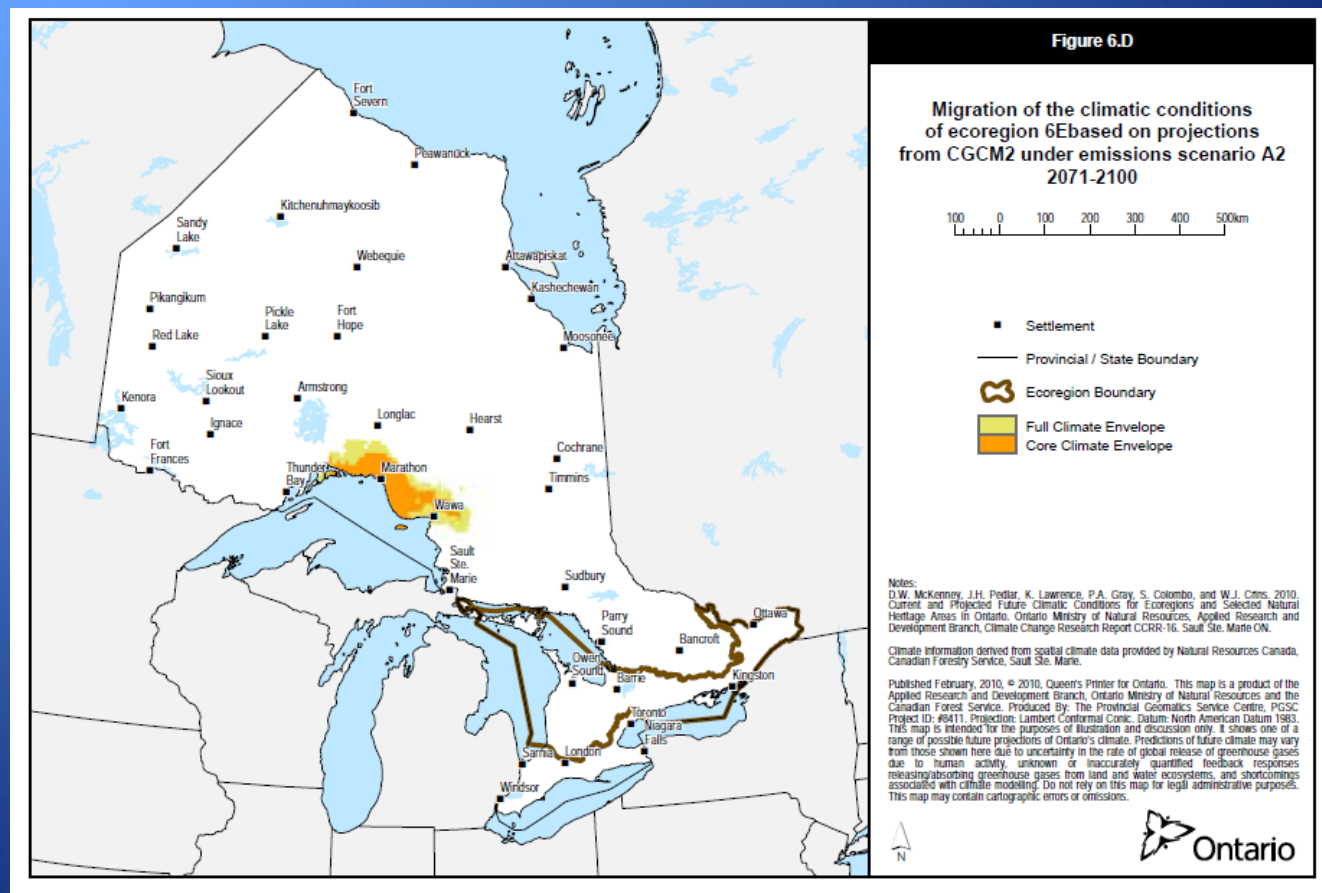 Figure 6.D
Migration of the climatic conditions
of ecoregion 6Ebased on projections
from CGCM2 under emissions scenario A2
2071-2100
100 0 100 200 300 400 500km
Settlement
Provincial / State Boundary
Ecoregion Boundary
Full Climate Envelope
Core Climate Envelope
Notes:
D.W. McKenney, J.H. Pedlar, K. Lawrence, P.A. Gray, S. Colombo, and W.J. Crins. 2010.
Current and Projected Future Climatic Conditions for Ecoregions and Selected Natural
Heritage Areas in Ontario. Ontario Ministry of Natural Resources, Applied Research and
Development Branch, Climate Change Research Report CCRR-16. Sault Ste. Marie ON.
Climate information derived from spatial climate data provided by Natural Resources Canada,
Canadian Forestry Service, Sault Ste. Marie.
Published February, 2010, © 2010, Queen's Printer for Ontario. This map is a product of the
Applied Research and Development Branch, Ontario Ministry of Natural Resources and the
Canadian Forest Service. Produced By: The Provincial Geomatics Service Centre, PGSC
Project ID: #8411. Projection: Lambert Conformal Conic. Datum: North American Datum 1983.
This map is intended for the purposes of illustration and discussion only. It shows one of a
range of possible future projections of Ontario's climate. Predictions of future climate may vary
from those shown here due to uncertainty in the rate of global release of greenhouse gases
due to human activity, unknown or inaccurately quantified feedback responses
releasing/absorbing greenhouse gases from land and water ecosystems, and shortcomings
associated with climate modelling. Do not rely on this map for legal administrative purposes.
This map may contain cartographic errors or omissions.
N
Ontario
Fort
Severn
Peawanuck
Kitchenuhmaykoosib
Sandy
Lake
Webequie
Attawapiskat
Kashechewan
Pikangikum
Pickle
Lake
Fort
Hope
Red Lake
Moosonee
Sioux
Lookout
Armstrong
Kenora
Ignace
Longlac
Hearst
Fort
Frances
Thunder
Bay
Marathon
Cochrane
Timmins
Wawa
Sault
Ste.
Marie
Sudbury
Parry
Sound
Ottawa
Bancroft
Owen
Sound
Barrie
Kingston
Toronto
Niagara
Falls
Sarnia
London
Windsor